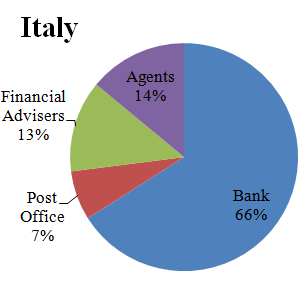 Italy
Agents
14%
Financial
Advisers
13%
Post
Office
7%
Bank
66%